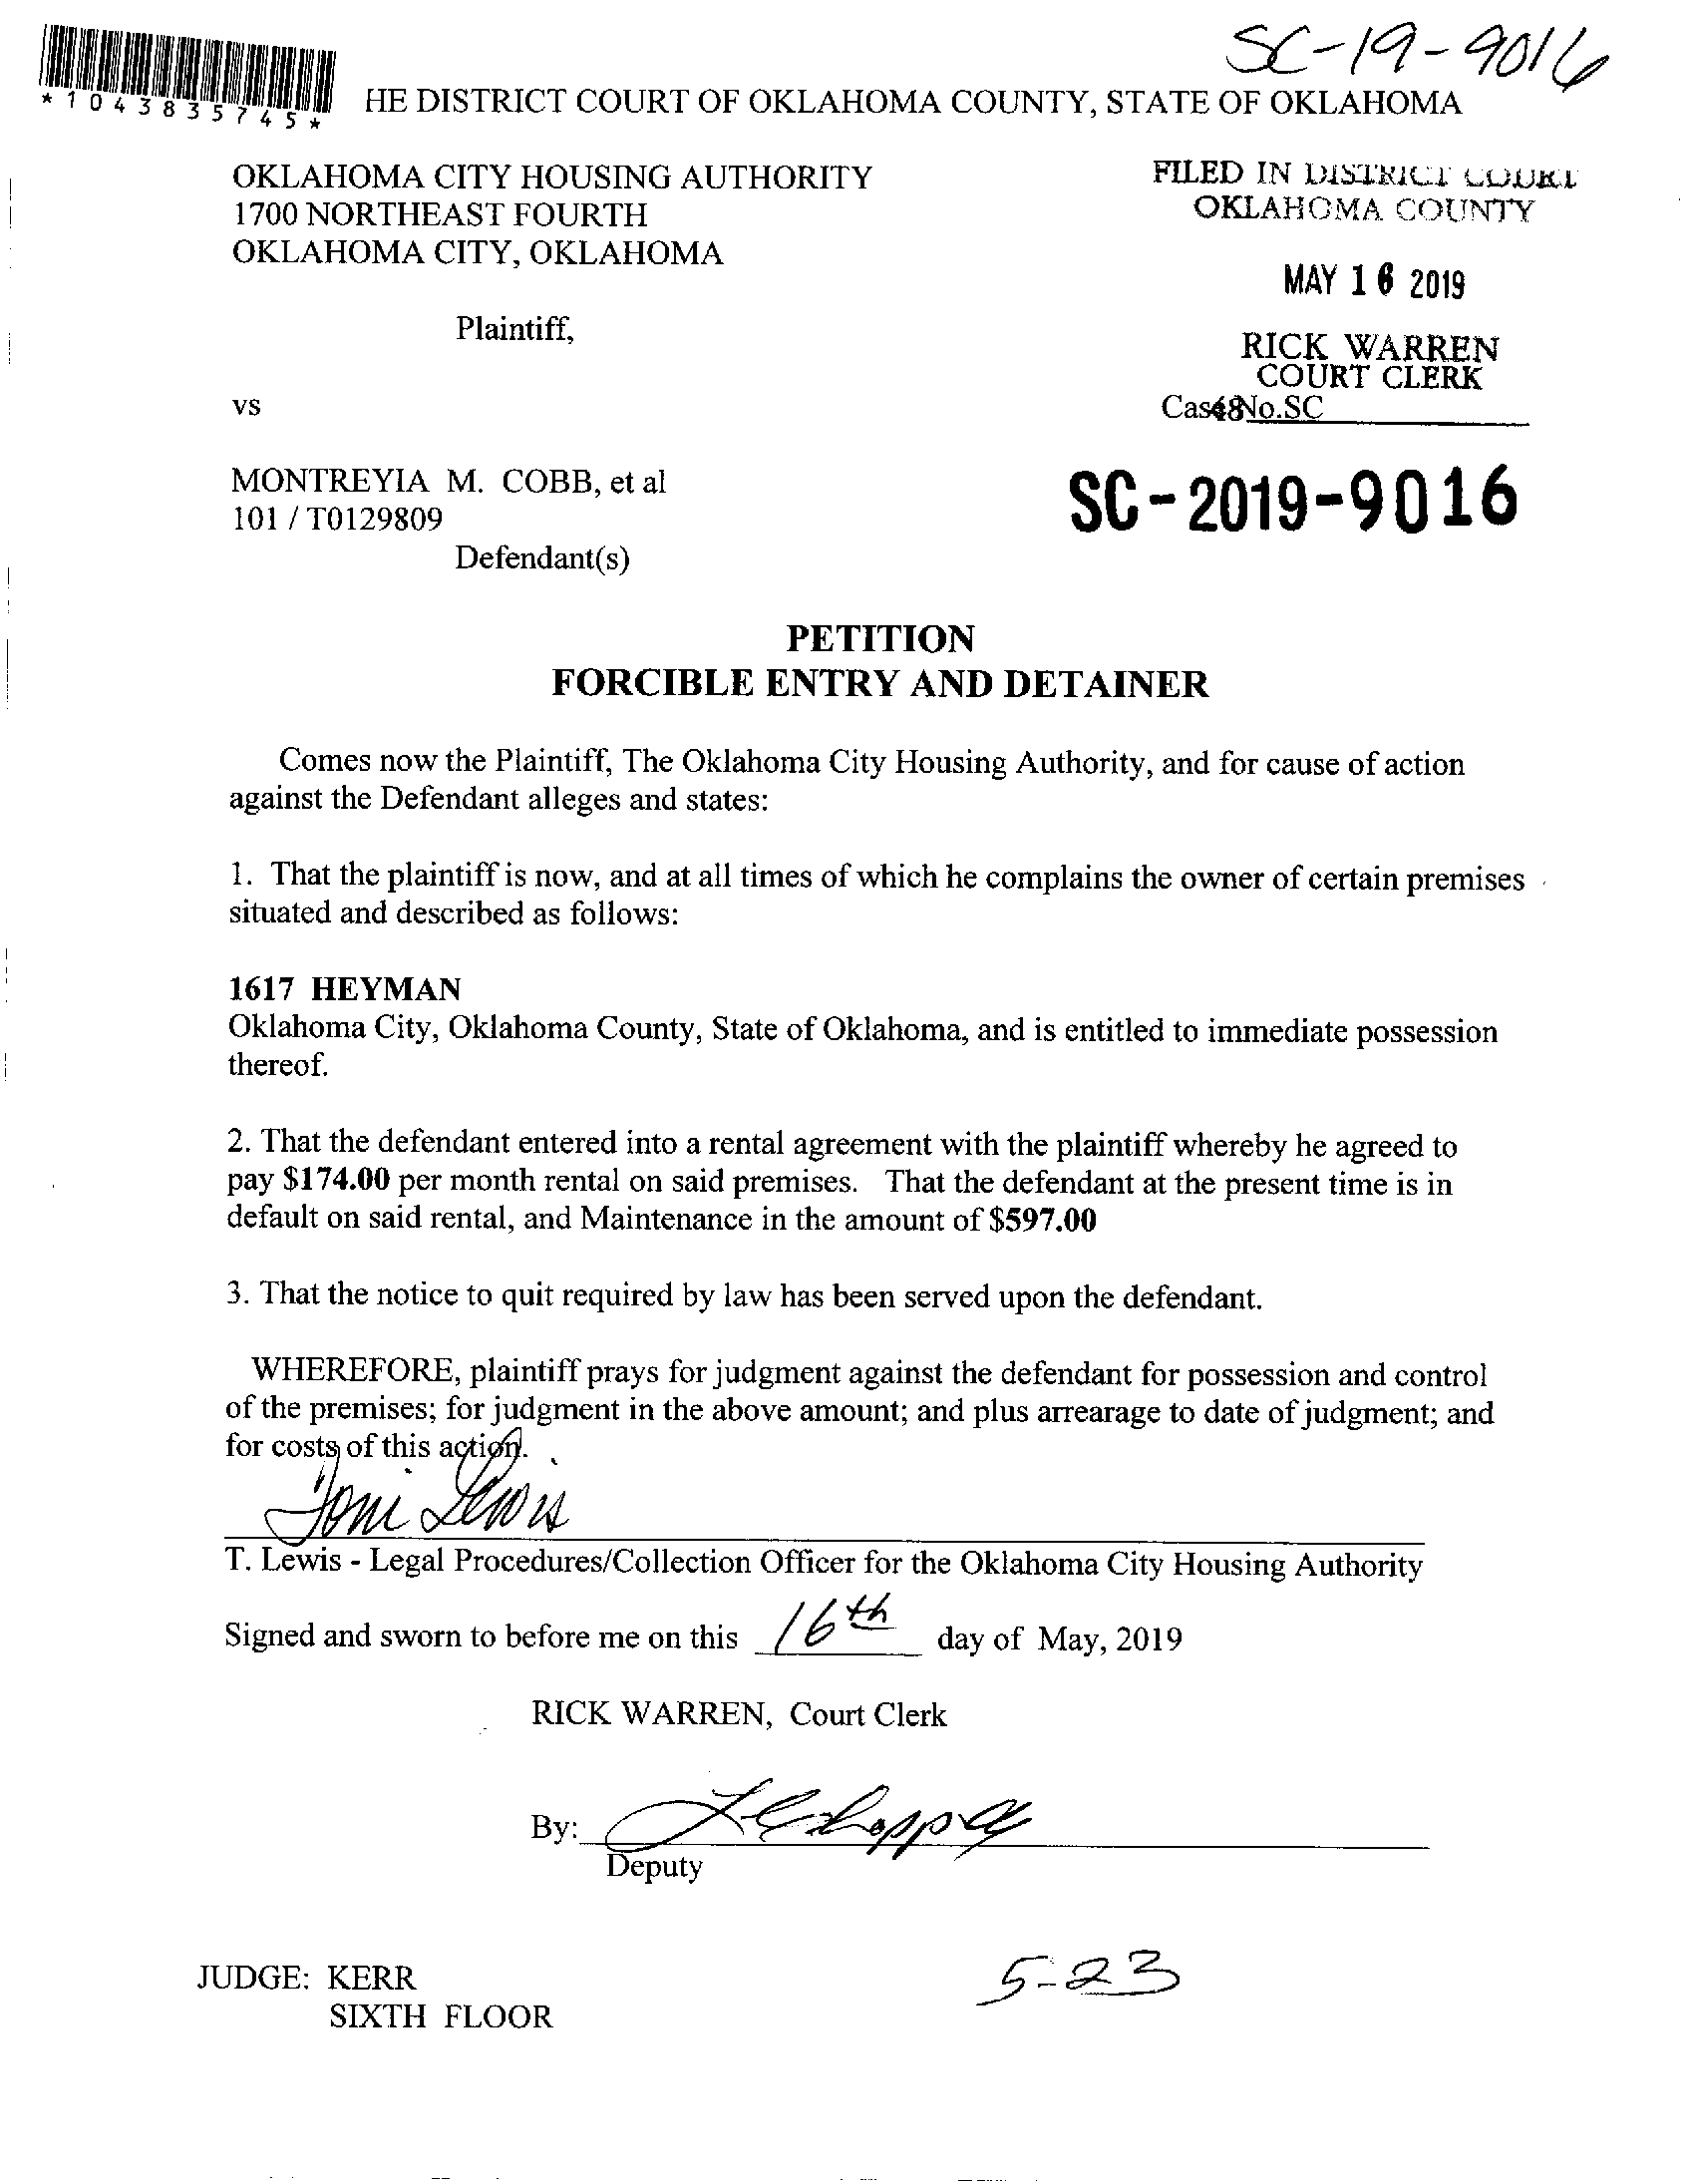 SC-19-9016
*1043835745*
HE DISTRICT COURT OF OKLAHOMA COUNTY, STATE OF OKLAHOMA
OKLAHOMA CITY HOUSING AUTHORITY
1700 NORTHEAST FOURTH
OKLAHOMA CITY, OKLAHOMA
FILED IN DISTRICT COURT
OKLAHOMA COUNTY
MAY 16 2019
Plaintiff,
RICK WARREN
COURT CLERK
48
vs
Case No.SC
MONTREYIA M. COBB, et al
101 / T0129809
SC-2019-9016
Defendant(s)
PETITION
FORCIBLE ENTRY AND DETAINER
Comes now the Plaintiff, The Oklahoma City Housing Authority, and for cause of action
against the Defendant alleges and states:
1. That the plaintiff is now, and at all times of which he complains the owner of certain premises
situated and described as follows:
1617 HEYMAN
Oklahoma City, Oklahoma County, State of Oklahoma, and is entitled to immediate possession
thereof.
2. That the defendant entered into a rental agreement with the plaintiff whereby he agreed to
pay $174.00 per month rental on said premises. That the defendant at the present time is in
default on said rental, and Maintenance in the amount of $597.00
3. That the notice to quit required by law has been served upon the defendant.
WHEREFORE, plaintiff prays for judgment against the defendant for possession and control
of the premises; for judgment in the above amount; and plus arrearage to date of judgment; and
for costs of this action.
Toni Lewis
T. Lewis - Legal Procedures/Collection Officer for the Oklahoma City Housing Authority
Signed and sworn to before me on this 16th day of May, 2019
RICK WARREN, Court Clerk
By:
Deputy
JUDGE: KERR
SIXTH FLOOR
5-23